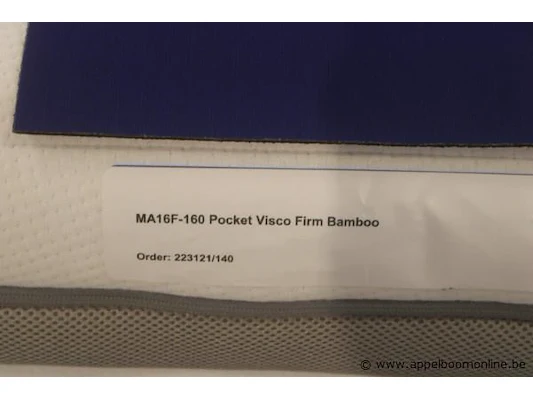 MA16F-160 Pocket Visco Firm Bamboo
Order: 223121/140
© www.appelboomonline.be